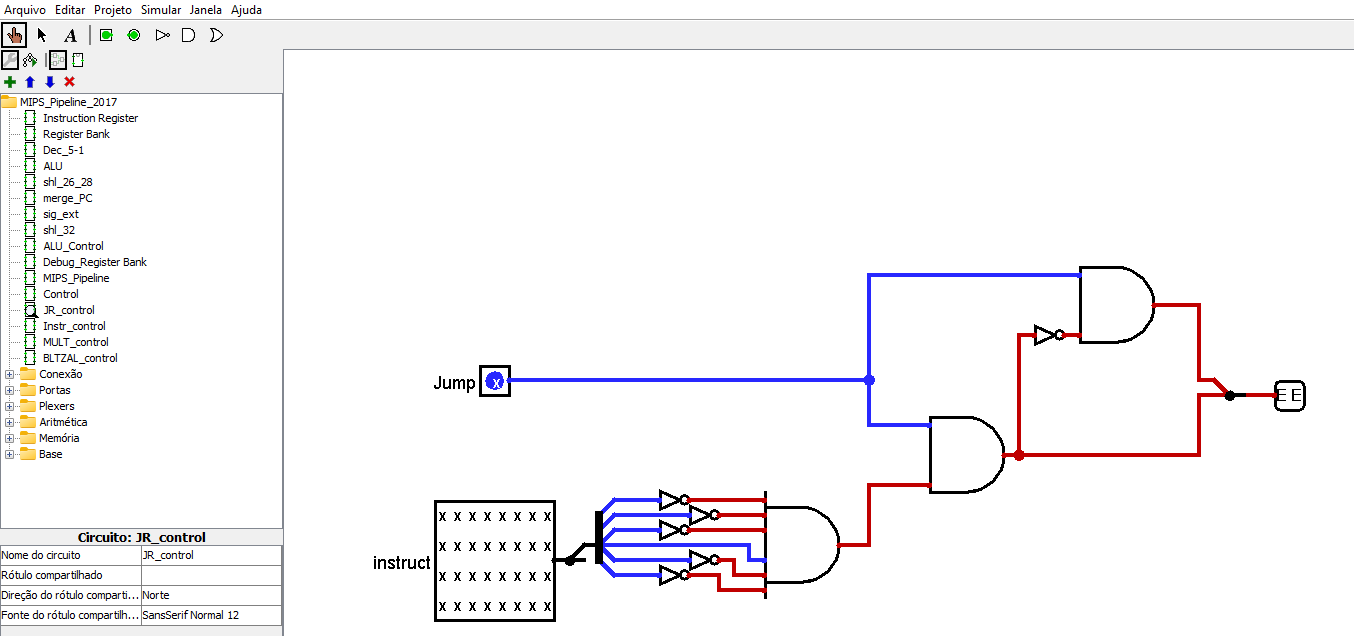 Arquivo Editar Projeto Simular Janela Ajuda
A
MIPS_Pipeline_2017
Instruction Register
Register Bank
Dec_5-1
ALU
shl_26_28
merge_PC
sig_ext
shl_32
ALU_Control
Debug_Register Bank
MIPS_Pipeline
Control
JR_control
Instr_control
MULT_control
BLTZAL_control
Conexão
Portas
Plexers
Aritmética
Memória
Base
Circuito: JR_control
Nome do circuito JR_control
Rótulo compartilhado
Direção do rótulo comparti... Norte
Fonte do rótulo compartilh... SansSerif Normal 12
Jump x
E E
instruct
x x x x x x x x
x x x x x x x x
x x x x x x x x
x x x x x x x x